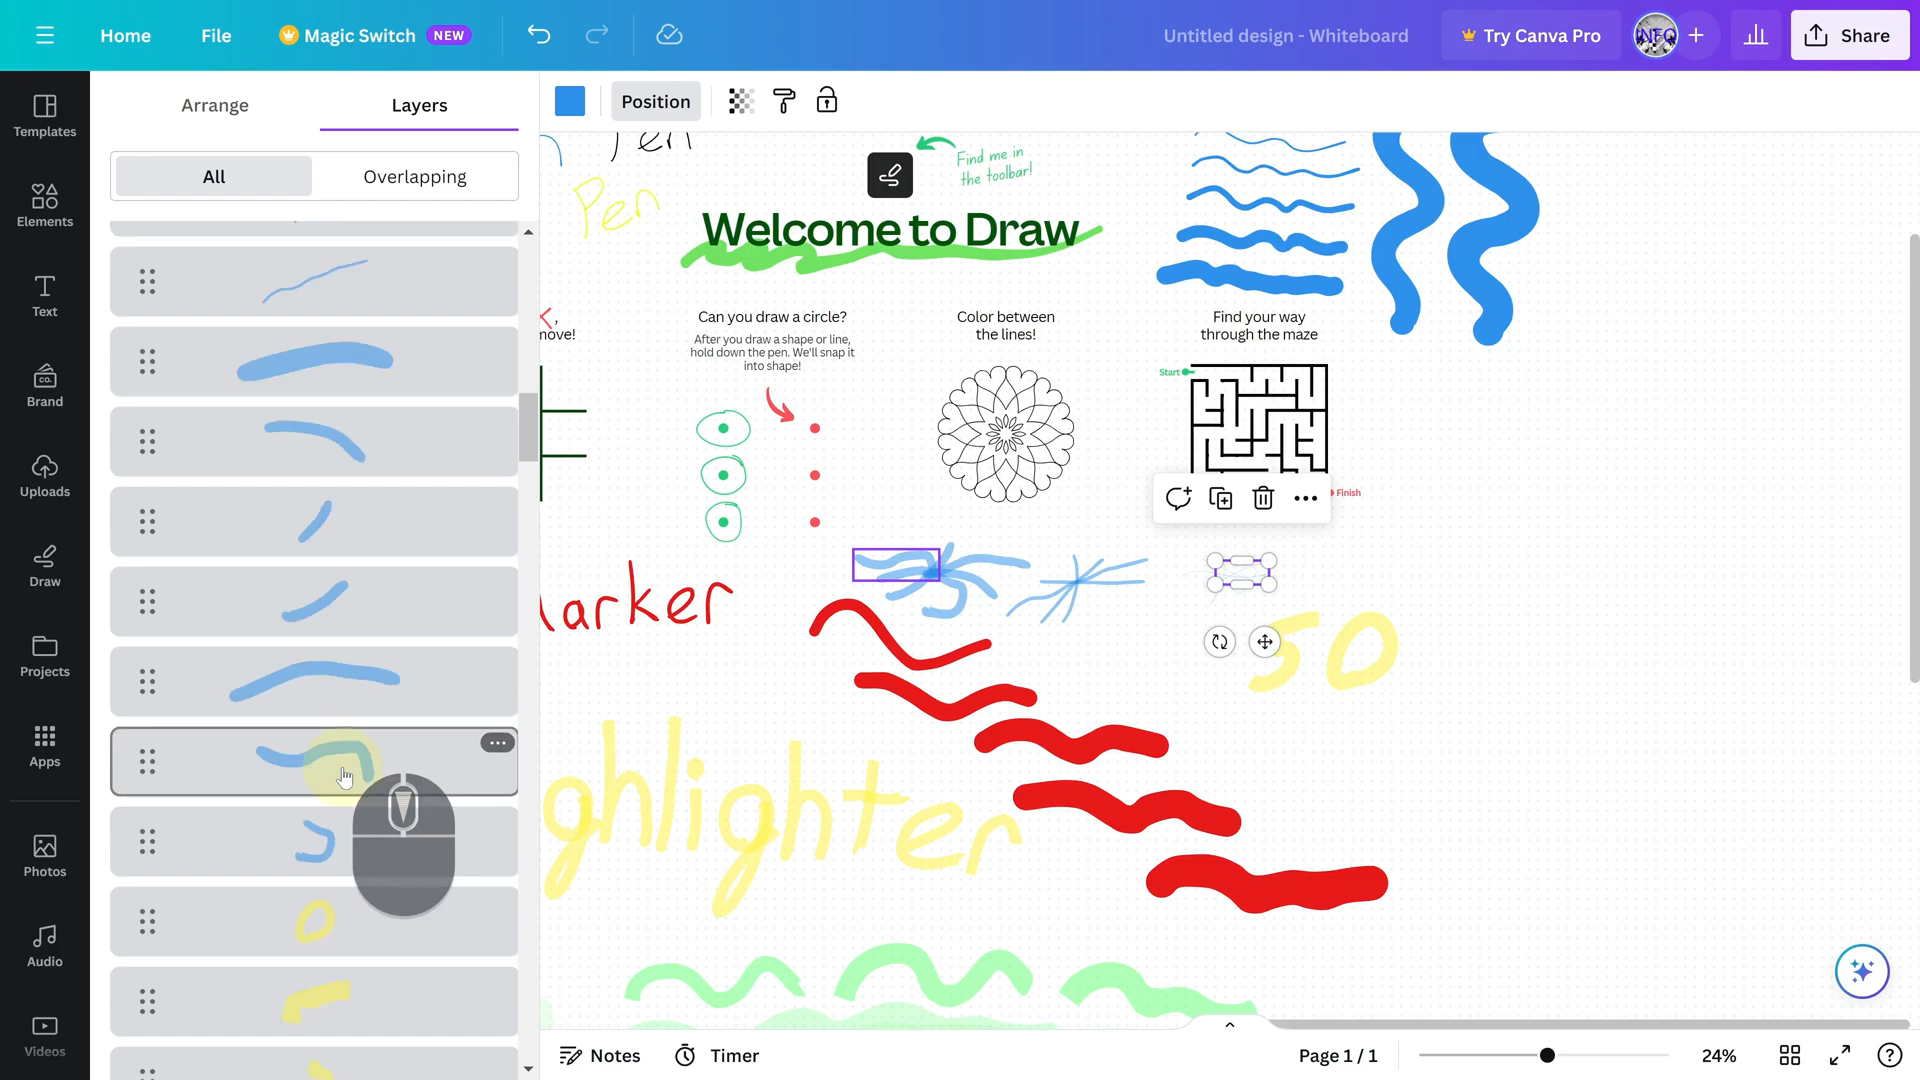 Home
File
Magic Switch NEW
Untitled design - Whiteboard
Try Canva Pro
Share
Templates
Elements
Text
Brand
Uploads
Draw
Projects
Apps
Photos
Audio
Videos
Arrange
Layers
All
Overlapping
Position
Pen
Pen
Find me in
the toolbar!
Welcome to Draw
move!
Can you draw a circle?
After you draw a shape or line,
hold down the pen. We'll snap it
into shape!
Color between
the lines!
Find your way
through the maze
Start
Finish
arker
50
ghlighter
Notes
Timer
Page 1 / 1
24%